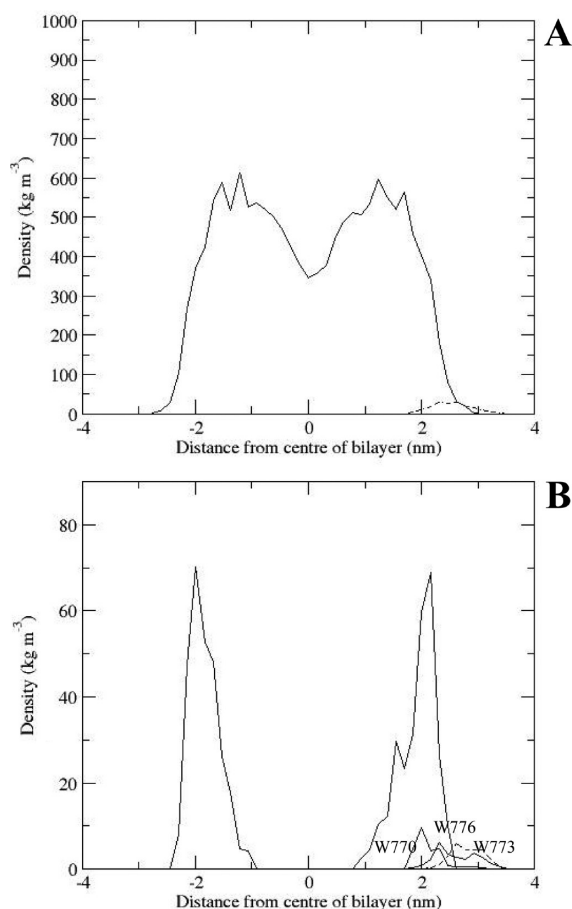 A
1000
900
800
700
600
500
400
300
200
100
0
Density (kg m⁻³)
-4 -2 0 2 4
Distance from centre of bilayer (nm)
B
80
60
40
20
0
Density (kg m⁻³)
W776
W770 W773
-4 -2 0 2 4
Distance from centre of bilayer (nm)